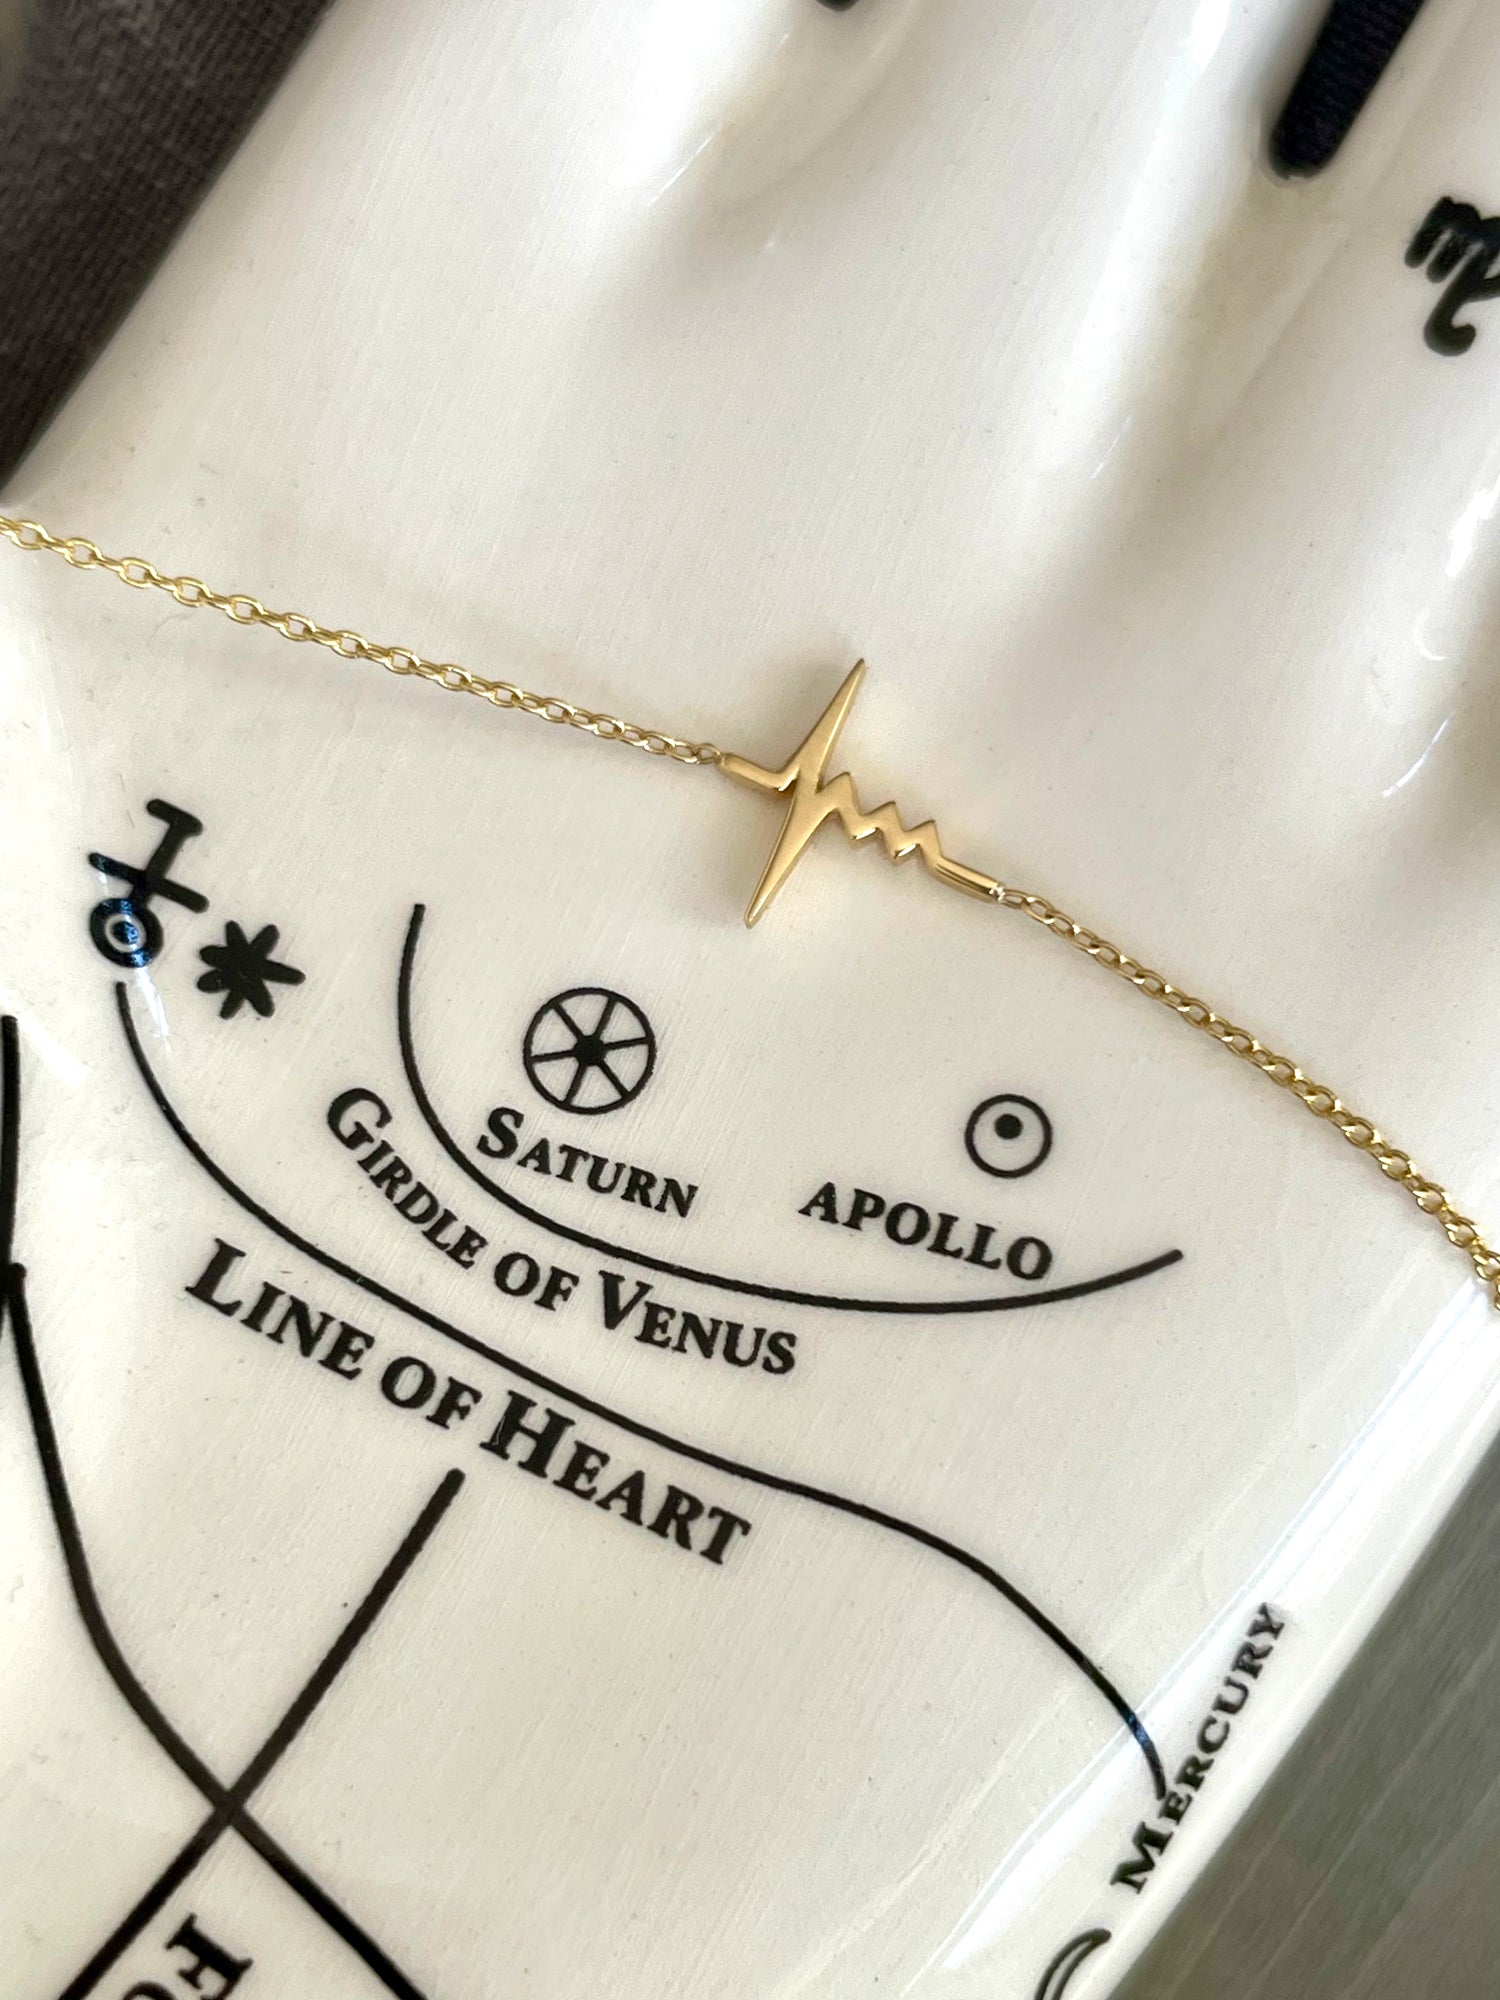 SATURN
APOLLO
GIRDLE OF VENUS
LINE OF HEART
MERCURY